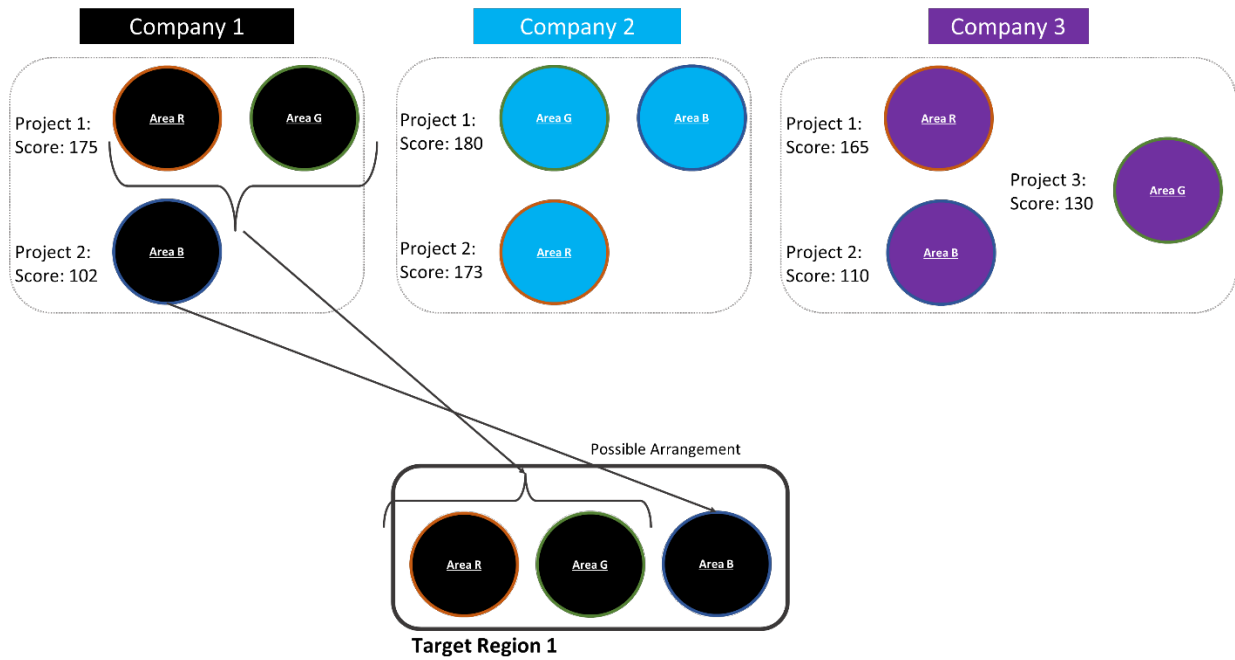 Company 1
Company 2
Company 3
Project 1:
Score: 175
Area R
Area G
Project 2:
Score: 102
Area B
Project 1:
Score: 180
Area G
Area B
Project 2:
Score: 173
Area R
Project 1:
Score: 165
Area R
Project 3:
Score: 130
Area G
Project 2:
Score: 110
Area B
Possible Arrangement
Area R
Area G
Area B
Target Region 1